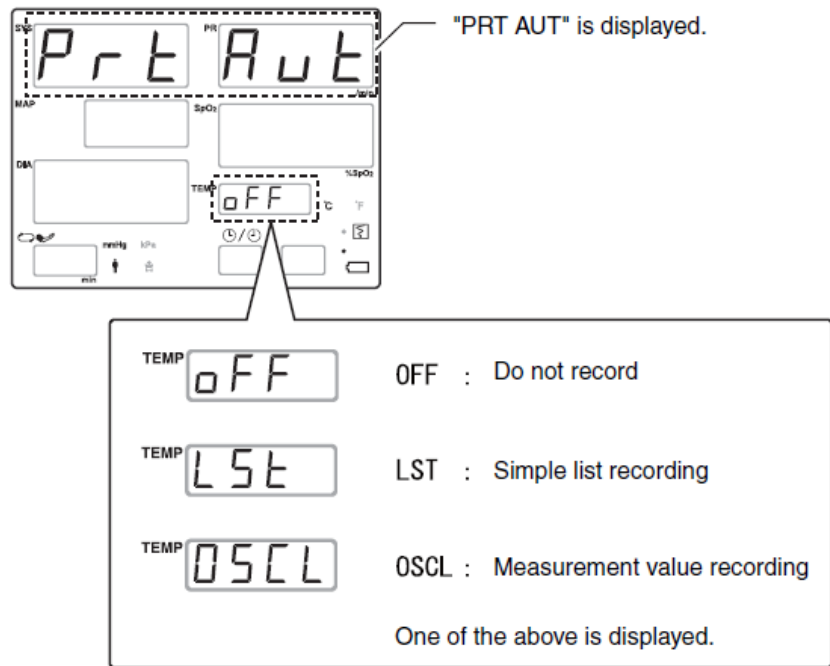 "PRT AUT" is displayed.
SYS Prt PR Aut
/min
MAP SpO2
DIA %SpO2
TEMP oFF °C °F
mmHg kPa
min
TEMP oFF OFF : Do not record
TEMP LSt LST : Simple list recording
TEMP OSCL OSCL : Measurement value recording
One of the above is displayed.